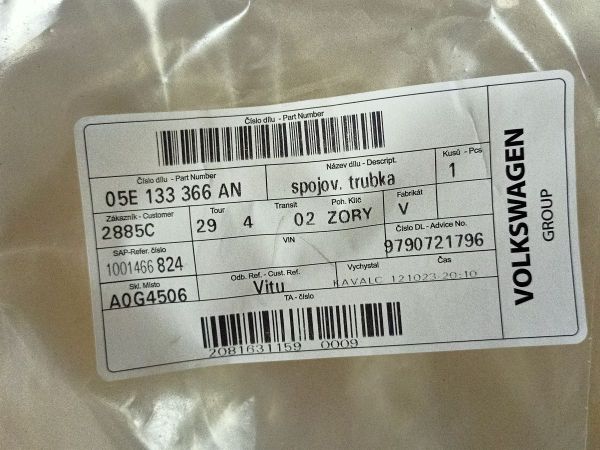 Číslo dílu - Part Number
Číslo dílu - Part Number
05E 133 366 AN
Název dílu - Descript.
spojov. trubka
Kusů - Pcs
1
Zákazník - Customer
2885C
Tour
29 4
Transit
02
Poh. Klíč
ZORY
Fabrikát
V
SAP-Refer. číslo
1001466 824
VIN
Číslo DL - Advice No.
9790721796
Skl. Místo
A0G4506
Odb. Ref. - Cust. Ref.
Vitu
Vychystal
Čas
KAVALC 121023-20:10
TA - číslo
2081631159 0009
VOLKSWAGEN
GROUP